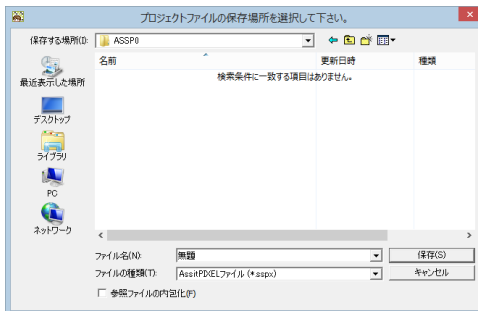 プロジェクトファイルの保存場所を選択して下さい。
保存する場所(I): ASSP0
名前 更新日時 種類
検索条件に一致する項目はありません。
最近表示した場所
デスクトップ
ライブラリ
PC
ネットワーク
ファイル名(N): 無題 保存(S)
ファイルの種類(T): AssitPIXELファイル (*.sspx) キャンセル
参照ファイルの内包化(F)